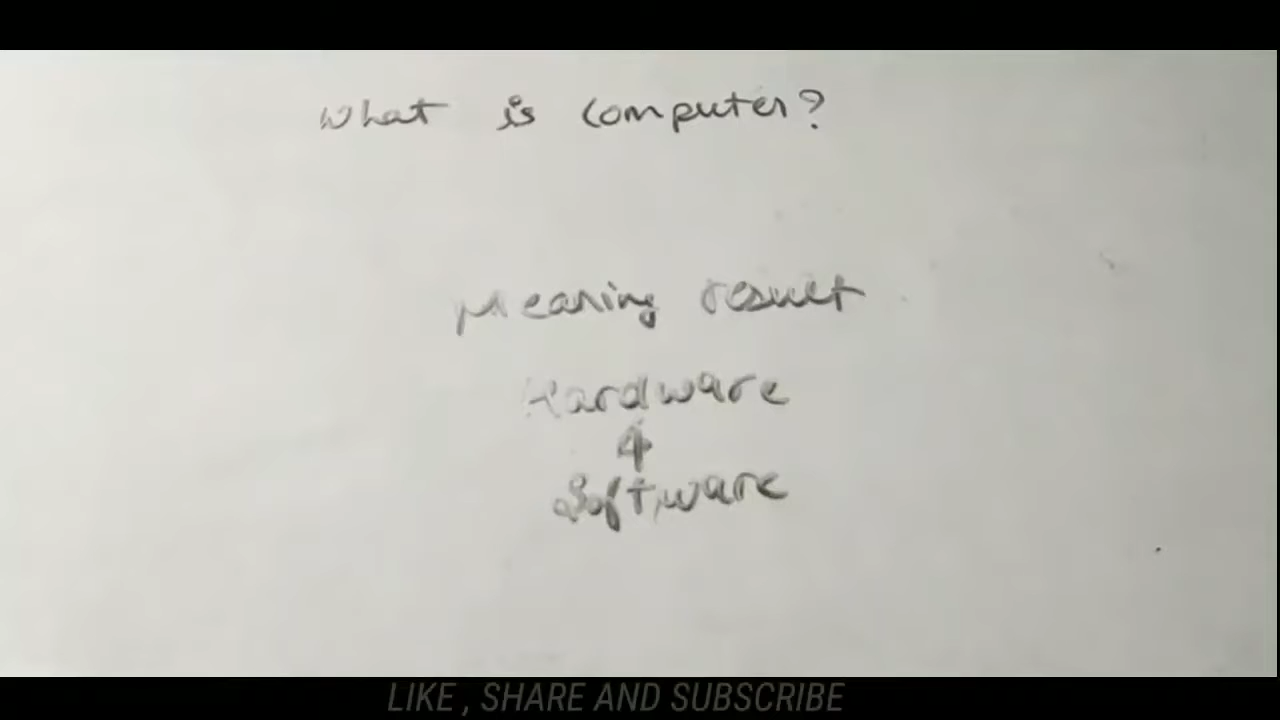 What is computer?
Meaning result
Hardware
+
Software
LIKE , SHARE AND SUBSCRIBE